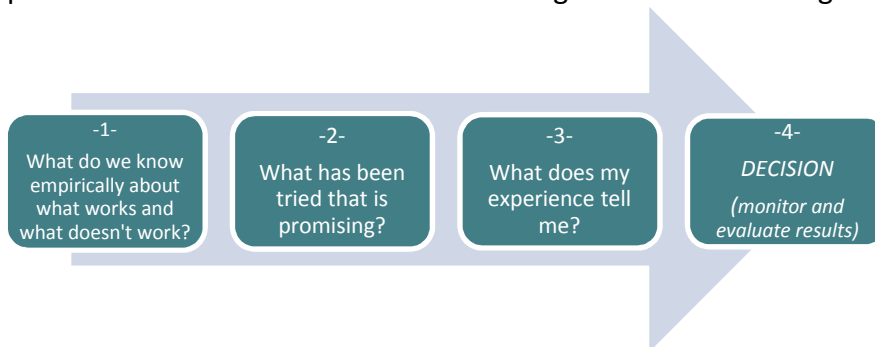 -1-
What do we know
empirically about
what works and
what doesn't work?
-2-
What has been
tried that is
promising?
-3-
What does my
experience tell
me?
-4-
DECISION
(monitor and
evaluate results)